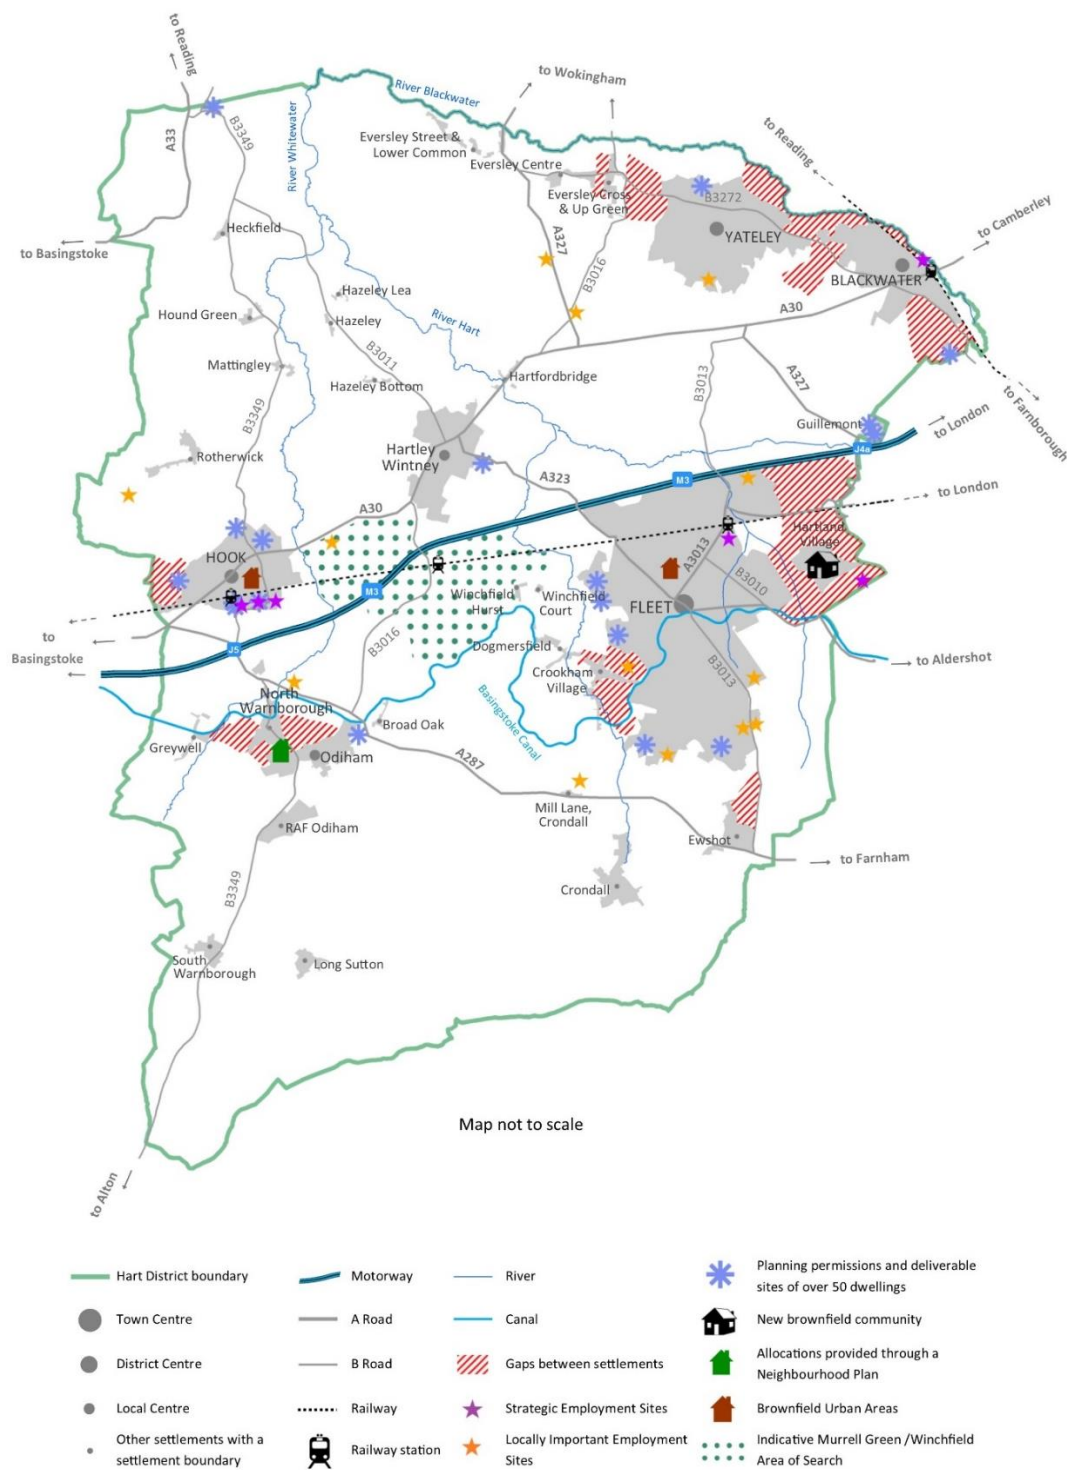 to Reading
River Blackwater
to Wokingham
A33
B3349
River Whitewater
Eversley Street &
Lower Common
to Reading
Eversley Centre
Eversley Cross
& Up Green
B3272
to Camberley
Heckfield
A327
YATELEY
to Basingstoke
B3016
BLACKWATER
Hazeley Lea
A30
Hound Green
Hazeley
River Hart
B3011
Mattingley
Hartfordbridge
Hazeley Bottom
B3013
A327
B3349
to Farnborough
Guillemont
to London
Hartley
Wintney
J4a
Rotherwick
A323
M3
to London
A30
Hartland
Village
HOOK
A3013
B3010
M3
Winchfield
Hurst
Winchfield
Court
FLEET
to
Basingstoke
B3016
J5
Dogmersfield
to Aldershot
Crookham
Village
B3013
North
Warnborough
Basingstoke Canal
Broad Oak
Greywell
Odiham
A287
Mill Lane,
Crondall
RAF Odiham
Ewshot
to Farnham
B3349
Crondall
South
Warnborough
Long Sutton
Map not to scale
to Alton
Hart District boundary
Motorway
River
Planning permissions and deliverable
sites of over 50 dwellings
Town Centre
A Road
Canal
New brownfield community
District Centre
B Road
Gaps between settlements
Allocations provided through a
Neighbourhood Plan
Local Centre
Railway
Strategic Employment Sites
Brownfield Urban Areas
Other settlements with a
settlement boundary
Railway station
Locally Important Employment
Sites
Indicative Murrell Green /Winchfield
Area of Search